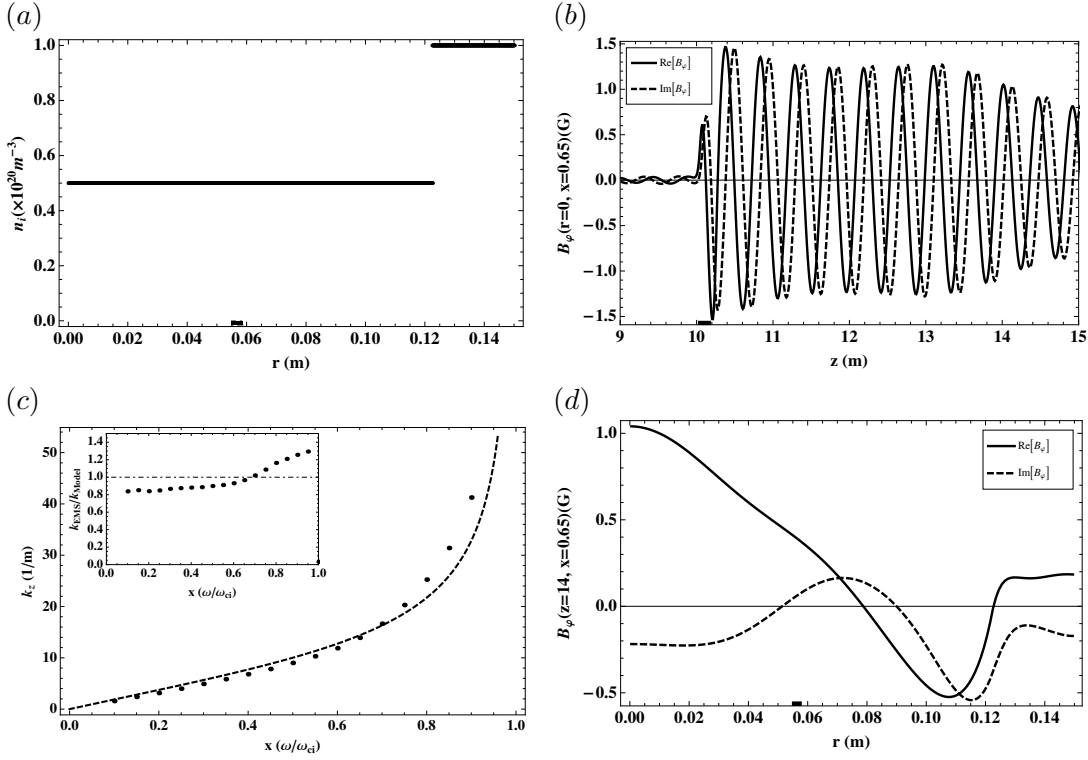 (a)
1.0
0.8
0.6
0.4
0.2
0.0
n_i(×10^20 m^-3)
0.00 0.02 0.04 0.06 0.08 0.10 0.12 0.14
r (m)
(b)
1.5
1.0
0.5
0.0
−0.5
−1.0
−1.5
B_φ(r=0, x=0.65)(G)
Re[B_φ]
Im[B_φ]
9 10 11 12 13 14 15
z (m)
(c)
50
40
30
20
10
0
k_z (1/m)
0.0 0.2 0.4 0.6 0.8 1.0
x (ω/ω_ci)
1.4
1.2
1.0
0.8
0.6
0.4
0.2
0.0
k_EMS/k_Model
0.0 0.2 0.4 0.6 0.8 1.0
x (ω/ω_ci)
(d)
1.0
0.5
0.0
−0.5
B_φ(z=14, x=0.65)(G)
Re[B_φ]
Im[B_φ]
0.00 0.02 0.04 0.06 0.08 0.10 0.12 0.14
r (m)